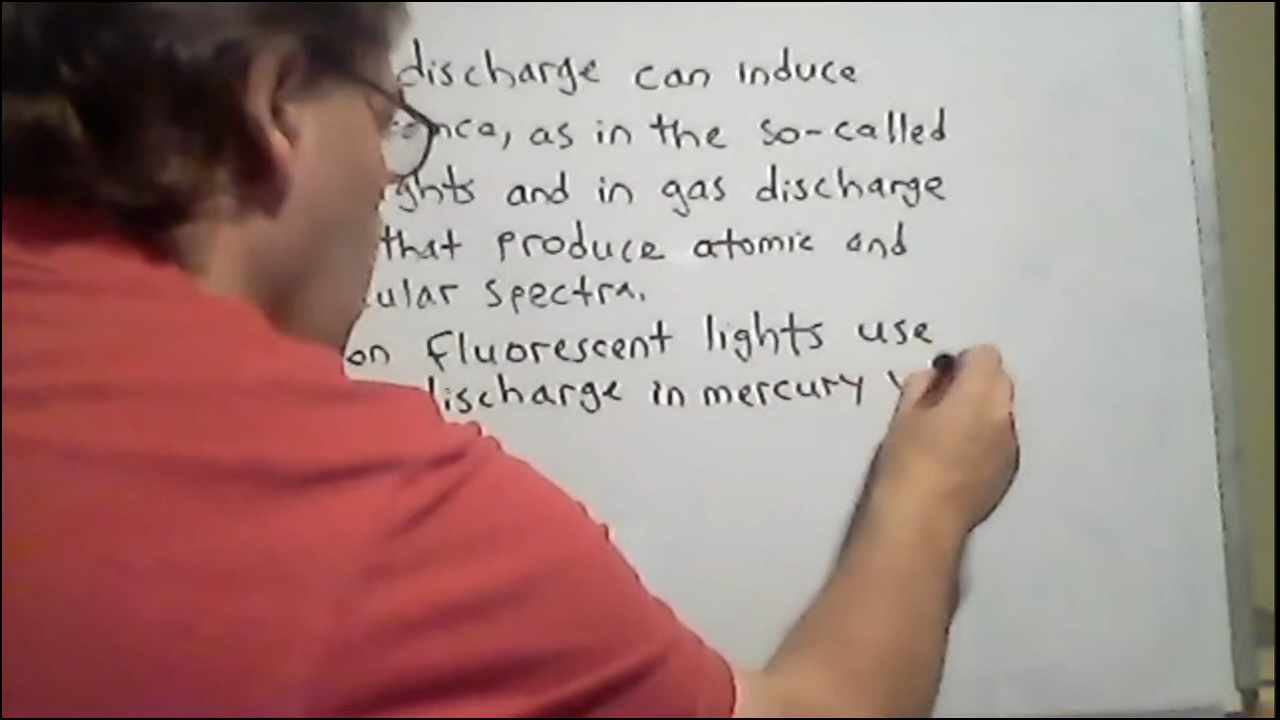 discharge can induce
as in the so-called
and in gas discharge
that produce atomic and
spectra.
fluorescent lights use
discharge in mercury